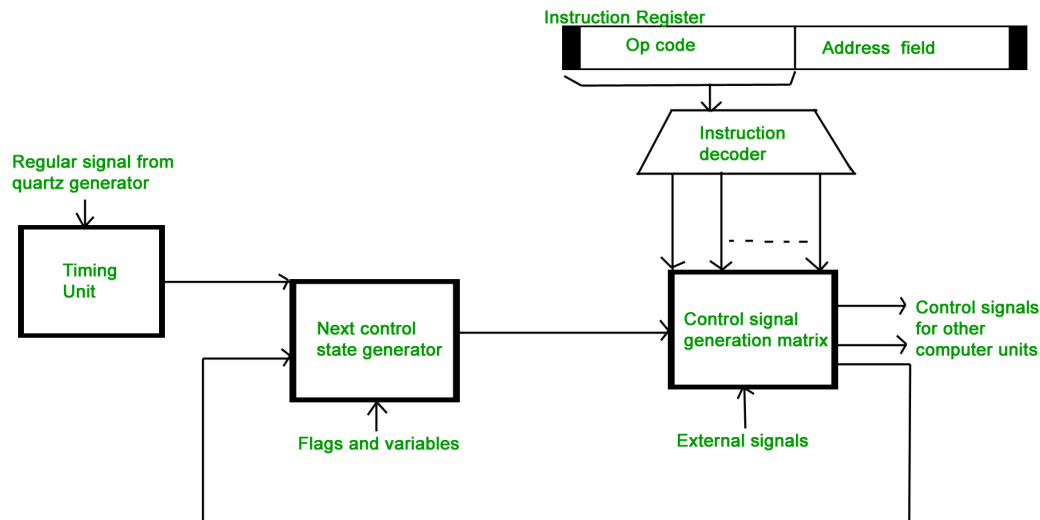 Instruction Register
Op code
Address field
Instruction
decoder
Regular signal from
quartz generator
Timing
Unit
Next control
state generator
Control signal
generation matrix
Control signals
for other
computer units
Flags and variables
External signals